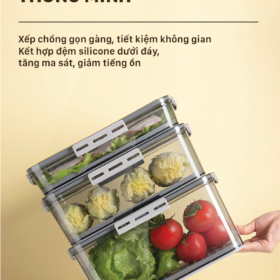 THÔNG MINH
Xếp chồng gọn gàng, tiết kiệm không gian
Kết hợp đệm silicone dưới đáy,
tăng ma sát, giảm tiếng ồn